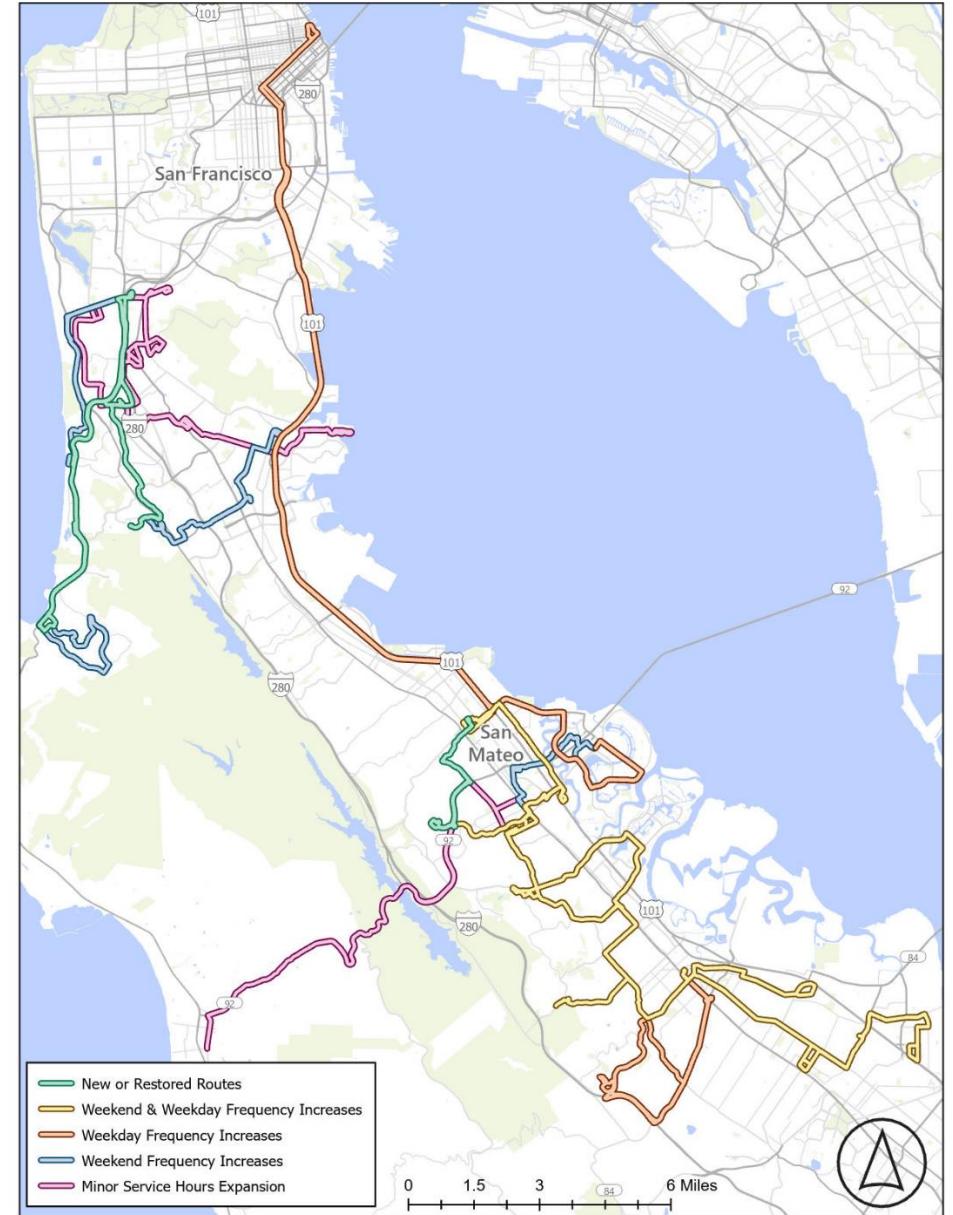 101
280
San Francisco
101
280
92
101
280
San
Mateo
92
101
280
84
92
New or Restored Routes
Weekend & Weekday Frequency Increases
Weekday Frequency Increases
Weekend Frequency Increases
Minor Service Hours Expansion
0 1.5 3 6 Miles
84